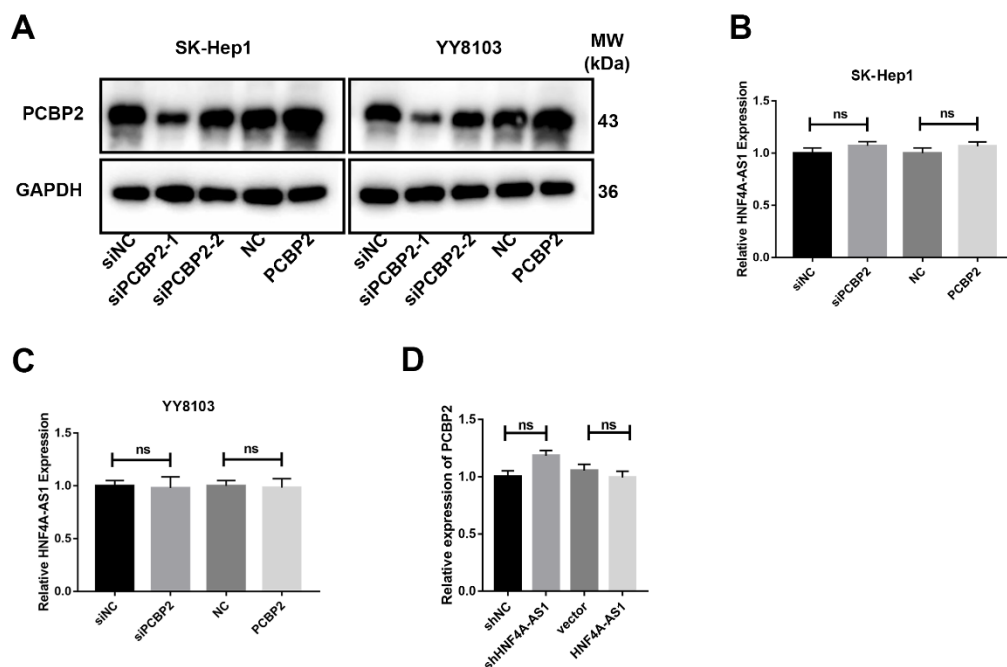 A
SK-Hep1
YY8103
MW
(kDa)
PCBP2
43
GAPDH
36
siNC
siPCBP2-1
siPCBP2-2
NC
PCBP2
siNC
siPCBP2-1
siPCBP2-2
NC
PCBP2
B
SK-Hep1
Relative HNF4A-AS1 Expression
1.5
1.0
0.5
0.0
ns
ns
siNC
siPCBP2
NC
PCBP2
C
YY8103
Relative HNF4A-AS1 Expression
1.5
1.0
0.5
0.0
ns
ns
siNC
siPCBP2
NC
PCBP2
D
Relative expression of PCBP2
1.5
1.0
0.5
0.0
ns
ns
shNC
shHNF4A-AS1
vector
HNF4A-AS1